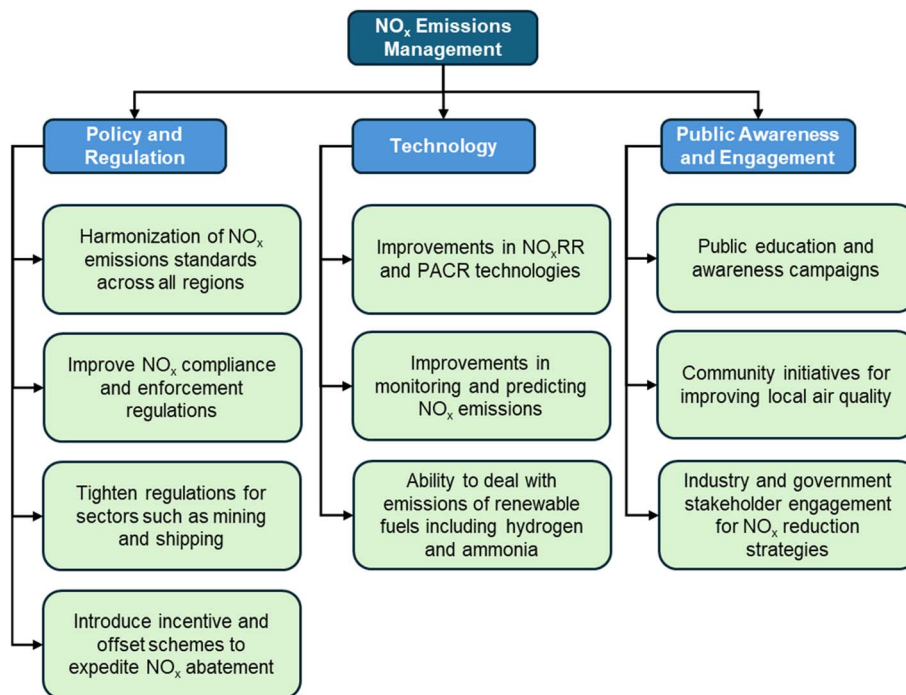 NOₓ Emissions
Management
Policy and
Regulation
Harmonization of NOₓ
emissions standards
across all regions
Improve NOₓ compliance
and enforcement
regulations
Tighten regulations for
sectors such as mining
and shipping
Introduce incentive and
offset schemes to
expedite NOₓ abatement
Technology
Improvements in NOₓRR
and PACR technologies
Improvements in
monitoring and predicting
NOₓ emissions
Ability to deal with
emissions of renewable
fuels including hydrogen
and ammonia
Public Awareness
and Engagement
Public education and
awareness campaigns
Community initiatives for
improving local air quality
Industry and government
stakeholder engagement
for NOₓ reduction
strategies